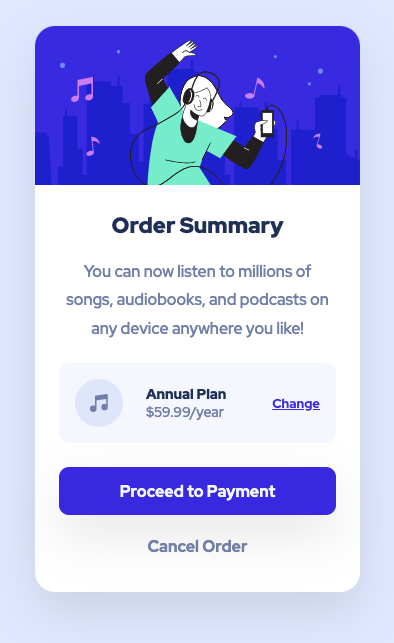 Order Summary
You can now listen to millions of
songs, audiobooks, and podcasts on
any device anywhere you like!
Annual Plan
$59.99/year
Change
Proceed to Payment
Cancel Order